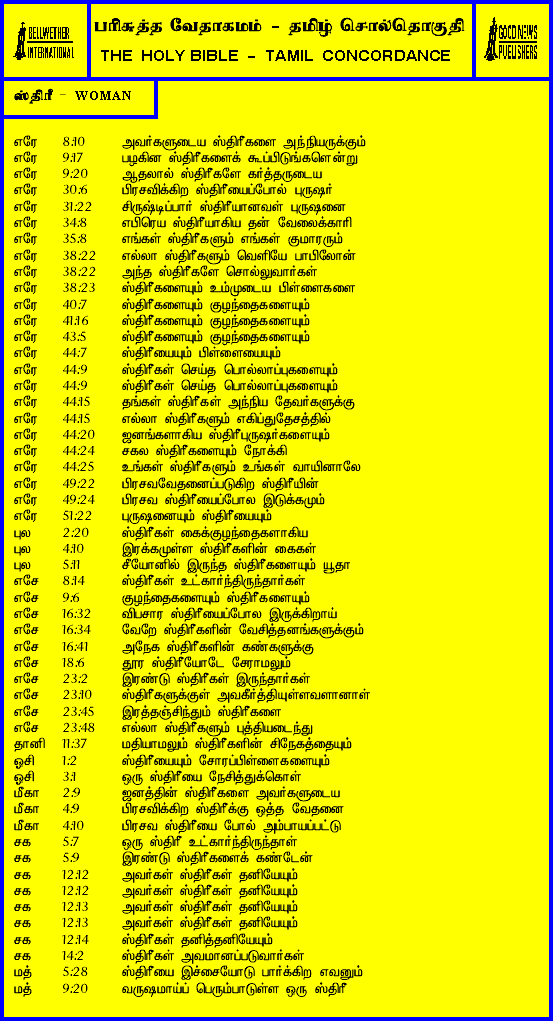 BELLWETHER INTERNATIONAL
பரிசுத்த வேதாகமம் - தமிழ் சொல்தொகுதி
THE HOLY BIBLE - TAMIL CONCORDANCE
GOOD NEWS PUBLISHERS
ஸ்திரீ - WOMAN
எரே 8:10 அவர்களுடைய ஸ்திரீகளை அந்நியருக்கும்
எரே 9:17 பழகின ஸ்திரீகளைக் கூப்பிடுங்களென்று
எரே 9:20 ஆதலால் ஸ்திரீகளே கர்த்தருடைய
எரே 30:6 பிரசவிக்கிற ஸ்திரீயைப்போல் புருஷர்
எரே 31:22 சிருஷ்டிப்பார் ஸ்திரீயானவள் புருஷனை
எரே 34:8 எபிரெய ஸ்திரீயாகிய தன் வேலைக்காரி
எரே 35:8 எங்கள் ஸ்திரீகளும் எங்கள் குமாரரும்
எரே 38:22 எல்லா ஸ்திரீகளும் வெளியே பாபிலோன்
எரே 38:22 அந்த ஸ்திரீகளே சொல்லுவார்கள்
எரே 38:23 ஸ்திரீகளையும் உம்முடைய பிள்ளைகளை
எரே 40:7 ஸ்திரீகளையும் குழந்தைகளையும்
எரே 41:16 ஸ்திரீகளையும் குழந்தைகளையும்
எரே 43:5 ஸ்திரீகளையும் குழந்தைகளையும்
எரே 44:7 ஸ்திரீயையும் பிள்ளையையும்
எரே 44:9 ஸ்திரீகள் செய்த பொல்லாப்புகளையும்
எரே 44:9 ஸ்திரீகள் செய்த பொல்லாப்புகளையும்
எரே 44:15 தங்கள் ஸ்திரீகள் அந்நிய தேவர்களுக்கு
எரே 44:15 எல்லா ஸ்திரீகளும் எகிப்துதேசத்தில்
எரே 44:20 ஜனங்களாகிய ஸ்திரீபுருஷர்களையும்
எரே 44:24 சகல ஸ்திரீகளையும் நோக்கி
எரே 44:25 உங்கள் ஸ்திரீகளும் உங்கள் வாயினாலே
எரே 49:22 பிரசவவேதனைப்படுகிற ஸ்திரீயின்
எரே 49:24 பிரசவ ஸ்திரீயைப்போல இடுக்கமும்
எரே 51:22 புருஷனையும் ஸ்திரீயையும்
புல 2:20 ஸ்திரீகள் கைக்குழந்தைகளாகிய
புல 4:10 இரக்கமுள்ள ஸ்திரீகளின் கைகள்
புல 5:11 சீயோனில் இருந்த ஸ்திரீகளையும் யூதா
எசே 8:14 ஸ்திரீகள் உட்கார்ந்திருந்தார்கள்
எசே 9:6 குழந்தைகளையும் ஸ்திரீகளையும்
எசே 16:32 விபசார ஸ்திரீயைப்போல இருக்கிறாய்
எசே 16:34 வேறே ஸ்திரீகளின் வேசித்தனங்களுக்கும்
எசே 16:41 அநேக ஸ்திரீகளின் கண்களுக்கு
எசே 18:6 தூர ஸ்திரீயோடே சேராமலும்
எசே 23:2 இரண்டு ஸ்திரீகள் இருந்தார்கள்
எசே 23:10 ஸ்திரீகளுக்குள் அவகீர்த்தியுள்ளவளானாள்
எசே 23:45 இரத்தஞ்சிந்தும் ஸ்திரீகளை
எசே 23:48 எல்லா ஸ்திரீகளும் புத்தியடைந்து
தானி 11:37 மதியாமலும் ஸ்திரீகளின் சிநேகத்தையும்
ஓசி 1:2 ஸ்திரீயையும் சோரப்பிள்ளைகளையும்
ஓசி 3:1 ஒரு ஸ்திரீயை நேசித்துக்கொள்
மீகா 2:9 ஜனத்தின் ஸ்திரீகளை அவர்களுடைய
மீகா 4:9 பிரசவிக்கிற ஸ்திரீக்கு ஒத்த வேதனை
மீகா 4:10 பிரசவ ஸ்திரீயை போல் அம்பாயப்பட்டு
சக 5:7 ஒரு ஸ்திரீ உட்கார்ந்திருந்தாள்
சக 5:9 இரண்டு ஸ்திரீகளைக் கண்டேன்
சக 12:12 அவர்கள் ஸ்திரீகள் தனியேயும்
சக 12:12 அவர்கள் ஸ்திரீகள் தனியேயும்
சக 12:13 அவர்கள் ஸ்திரீகள் தனியேயும்
சக 12:13 அவர்கள் ஸ்திரீகள் தனியேயும்
சக 12:14 ஸ்திரீகள் தனித்தனியேயும்
சக 14:2 ஸ்திரீகள் அவமானப்படுவார்கள்
மத் 5:28 ஸ்திரீயை இச்சையோடு பார்க்கிற எவனும்
மத் 9:20 வருஷமாய்ப் பெரும்பாடுள்ள ஒரு ஸ்திரீ